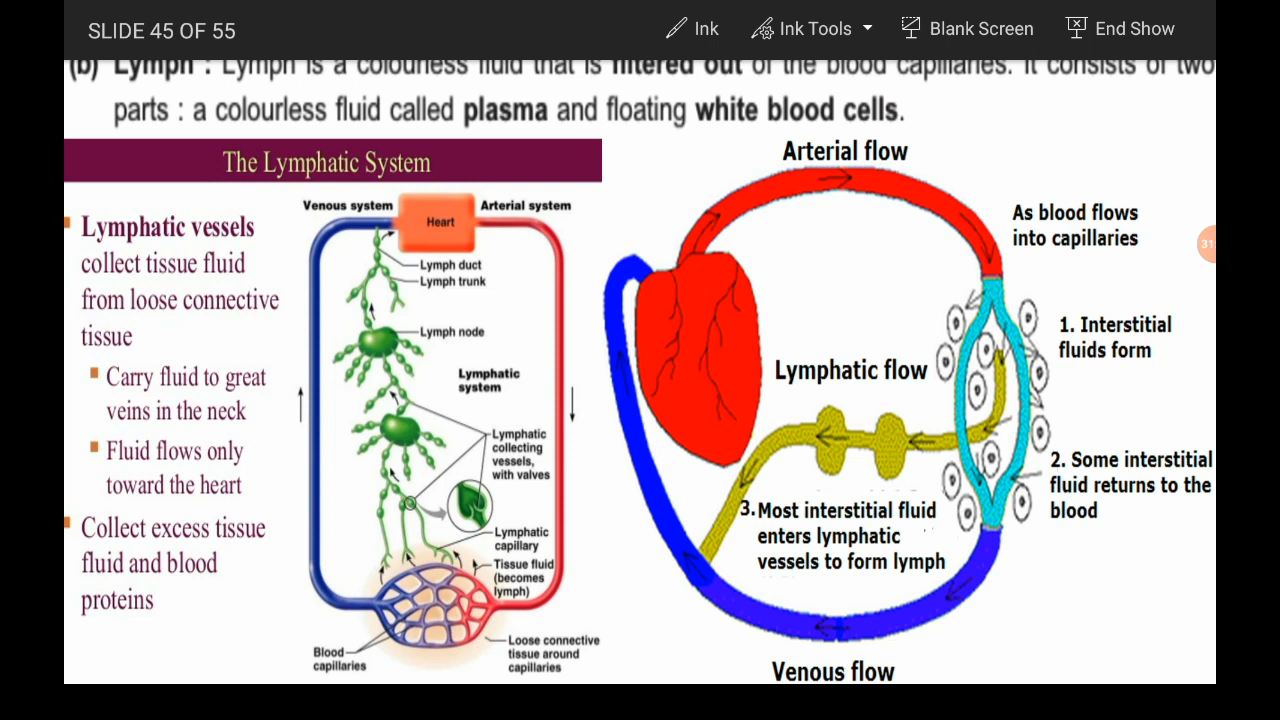 SLIDE 45 OF 55
Ink
Ink Tools
Blank Screen
End Show
(b) Lymph : Lymph is a colourless fluid that is filtered out of the blood capillaries. It consists of two
parts : a colourless fluid called plasma and floating white blood cells.
The Lymphatic System
Lymphatic vessels
collect tissue fluid
from loose connective
tissue
Carry fluid to great
veins in the neck
Fluid flows only
toward the heart
Collect excess tissue
fluid and blood
proteins
Venous system
Heart
Arterial system
Lymph duct
Lymph trunk
Lymph node
Lymphatic
system
Lymphatic
collecting
vessels,
with valves
Lymphatic
capillary
Tissue fluid
(becomes
lymph)
Blood
capillaries
Loose connective
tissue around
capillaries
Arterial flow
As blood flows
into capillaries
31
1. Interstitial
fluids form
Lymphatic flow
2. Some interstitial
fluid returns to the
blood
3. Most interstitial fluid
enters lymphatic
vessels to form lymph
Venous flow